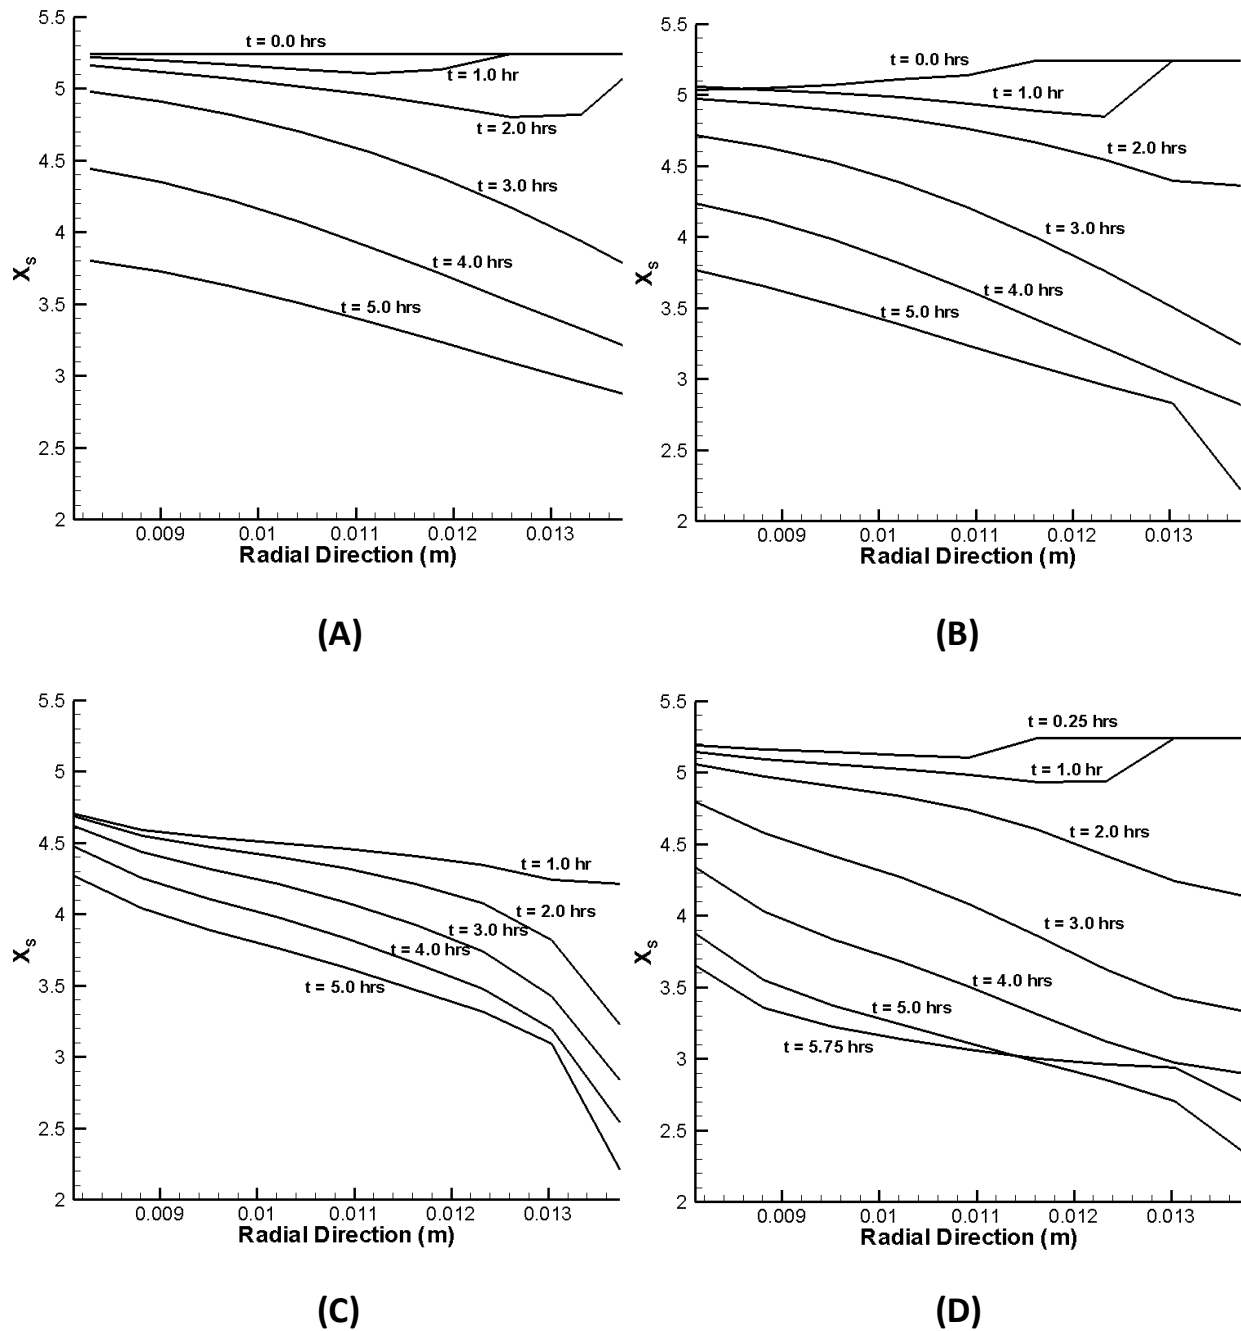 5.5
5
4.5
4
3.5
3
2.5
2
Xs
t = 0.0 hrs
t = 1.0 hr
t = 2.0 hrs
t = 3.0 hrs
t = 4.0 hrs
t = 5.0 hrs
0.009 0.01 0.011 0.012 0.013
Radial Direction (m)
(A)
5.5
5
4.5
4
3.5
3
2.5
2
Xs
t = 0.0 hrs
t = 1.0 hr
t = 2.0 hrs
t = 3.0 hrs
t = 4.0 hrs
t = 5.0 hrs
0.009 0.01 0.011 0.012 0.013
Radial Direction (m)
(B)
5.5
5
4.5
4
3.5
3
2.5
2
Xs
t = 1.0 hr
t = 2.0 hrs
t = 3.0 hrs
t = 4.0 hrs
t = 5.0 hrs
0.009 0.01 0.011 0.012 0.013
Radial Direction (m)
(C)
5.5
5
4.5
4
3.5
3
2.5
2
Xs
t = 0.25 hrs
t = 1.0 hr
t = 2.0 hrs
t = 3.0 hrs
t = 4.0 hrs
t = 5.0 hrs
t = 5.75 hrs
0.009 0.01 0.011 0.012 0.013
Radial Direction (m)
(D)